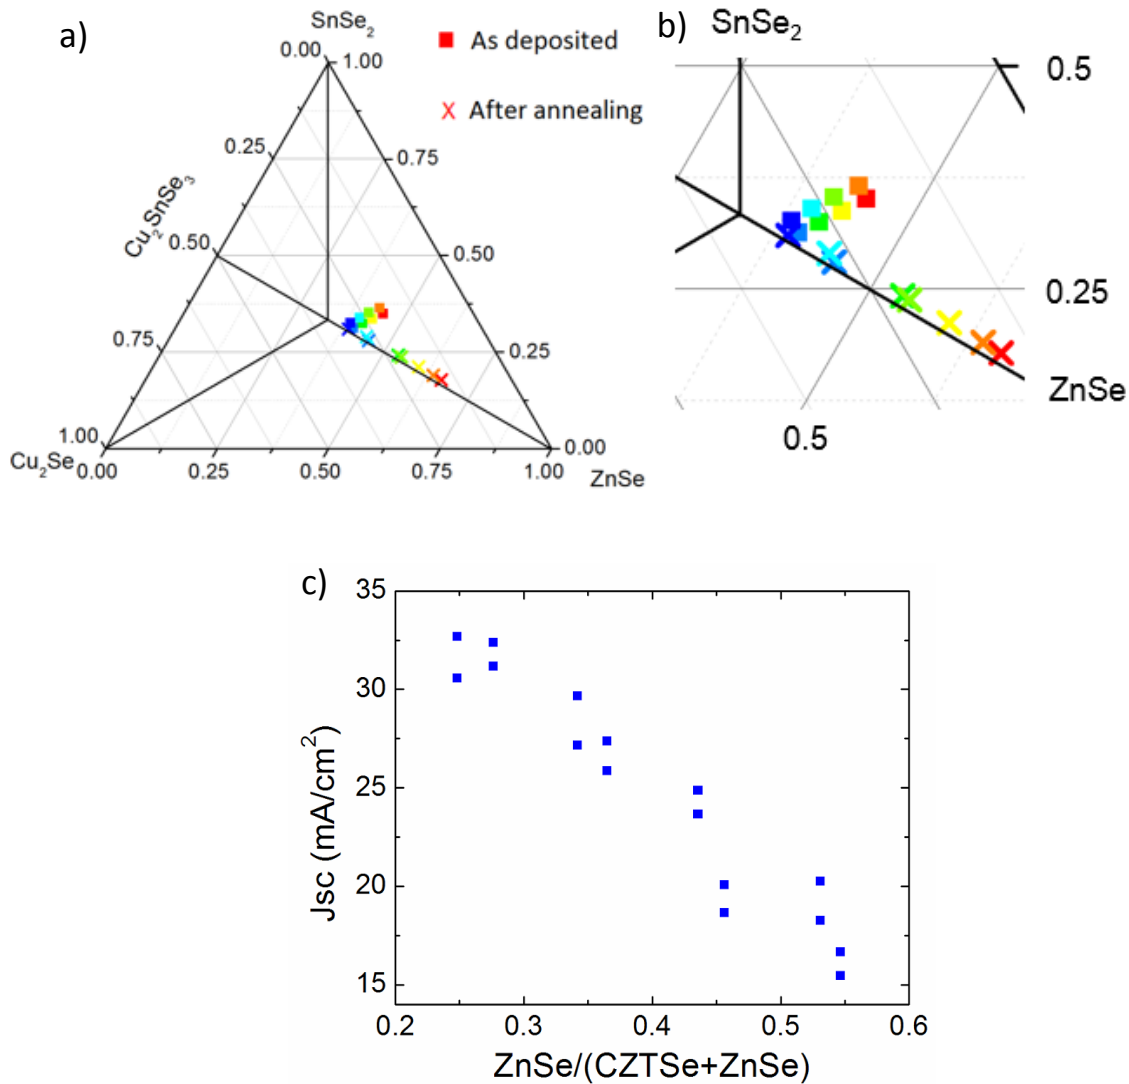 a)
SnSe₂
0.00
1.00
As deposited
After annealing
0.25
0.75
Cu₂SnSe₃
0.50
0.50
0.75
0.25
1.00
0.00
Cu₂Se
0.00
0.25
0.50
0.75
1.00
ZnSe
b)
SnSe₂
0.5
0.25
ZnSe
0.5
c)
35
30
25
20
15
Jsc (mA/cm²)
0.2
0.3
0.4
0.5
0.6
ZnSe/(CZTSe+ZnSe)